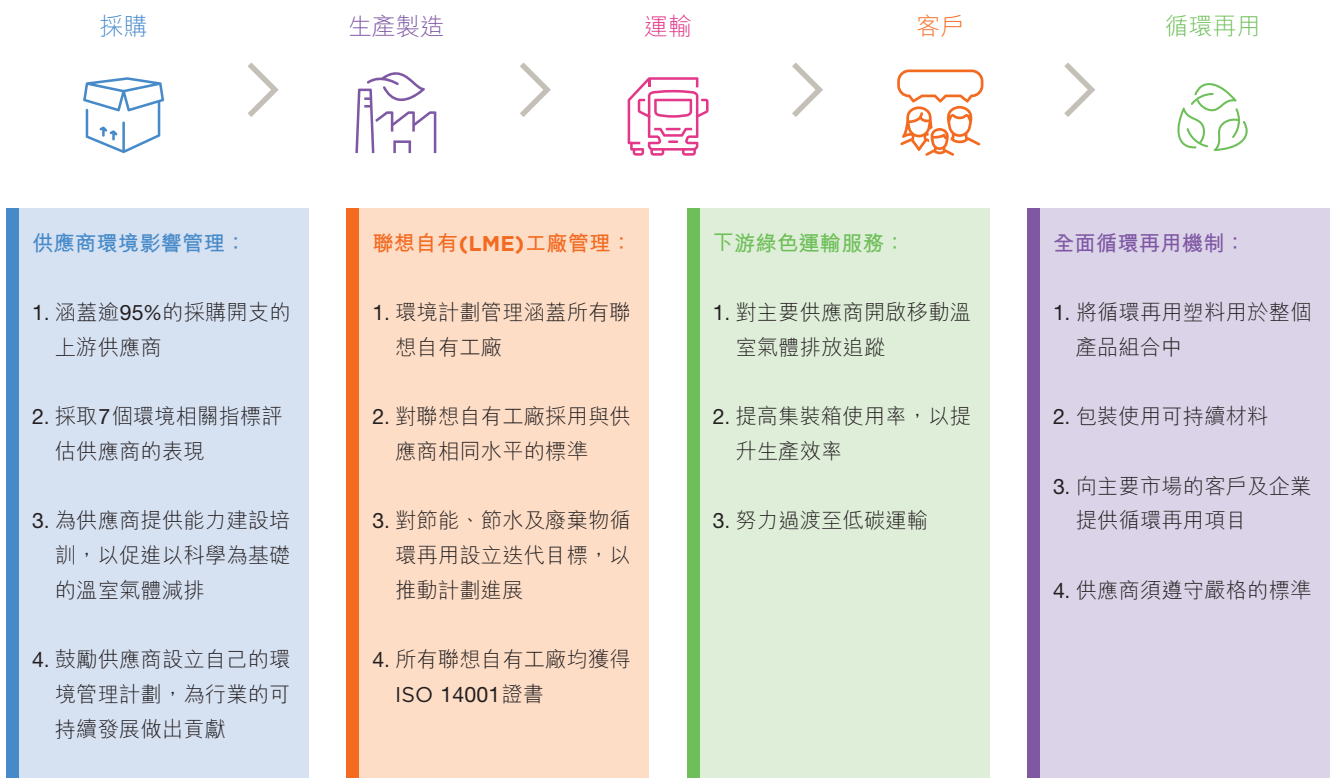 採購
生產製造
運輸
客戶
循環再用
供應商環境影響管理：
1. 涵蓋逾95%的採購開支的
上游供應商
2. 採取7個環境相關指標評
估供應商的表現
3. 為供應商提供能力建設培
訓，以促進以科學為基礎
的溫室氣體減排
4. 鼓勵供應商設立自己的環
境管理計劃，為行業的可
持續發展做出貢獻
聯想自有(LME)工廠管理：
1. 環境計劃管理涵蓋所有聯
想自有工廠
2. 對聯想自有工廠採用與供
應商相同水平的標準
3. 對節能、節水及廢棄物循
環再用設立迭代目標，以
推動計劃進展
4. 所有聯想自有工廠均獲得
ISO 14001證書
下游綠色運輸服務：
1. 對主要供應商開啟移動溫
室氣體排放追蹤
2. 提高集裝箱使用率，以提
升生產效率
3. 努力過渡至低碳運輸
全面循環再用機制：
1. 將循環再用塑料用於整個
產品組合中
2. 包裝使用可持續材料
3. 向主要市場的客戶及企業
提供循環再用項目
4. 供應商須遵守嚴格的標準